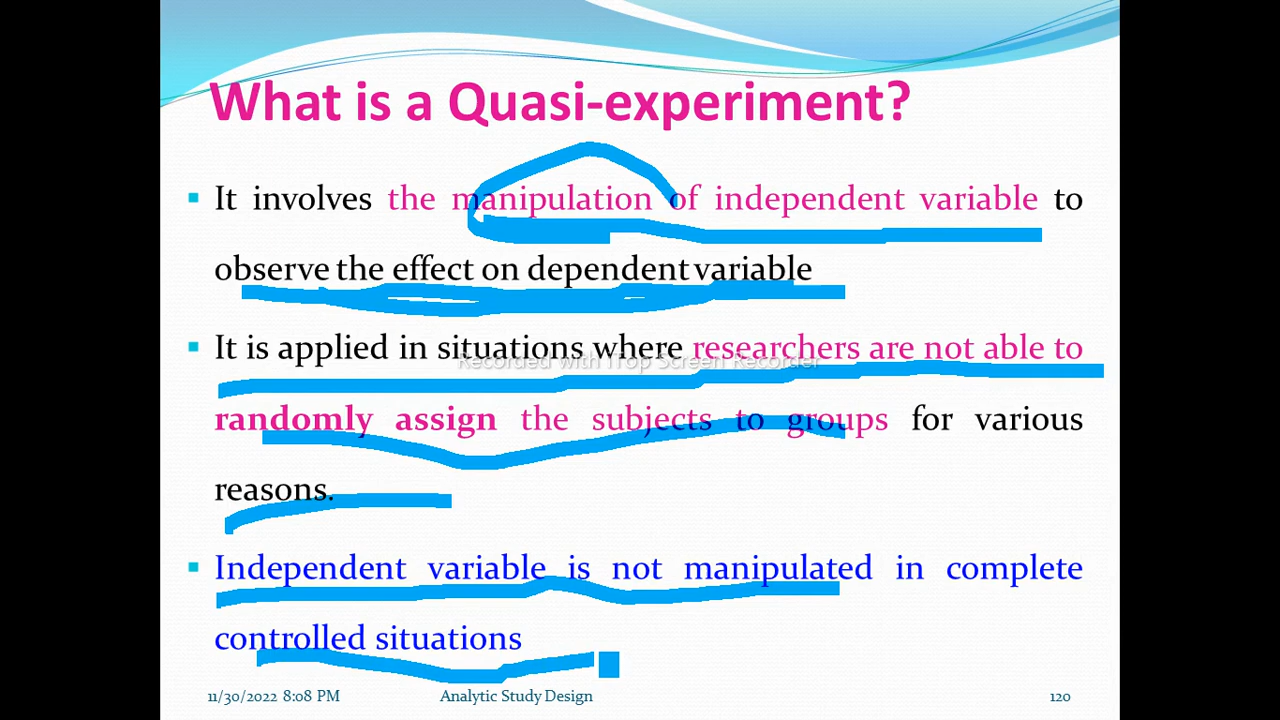 What is a Quasi-experiment?
It involves the manipulation of independent variable to
observe the effect on dependent variable
It is applied in situations where researchers are not able to
Recorded with iTop Screen Recorder
randomly assign the subjects to groups for various
reasons.
Independent variable is not manipulated in complete
controlled situations
11/30/2022 8:08 PM Analytic Study Design 120